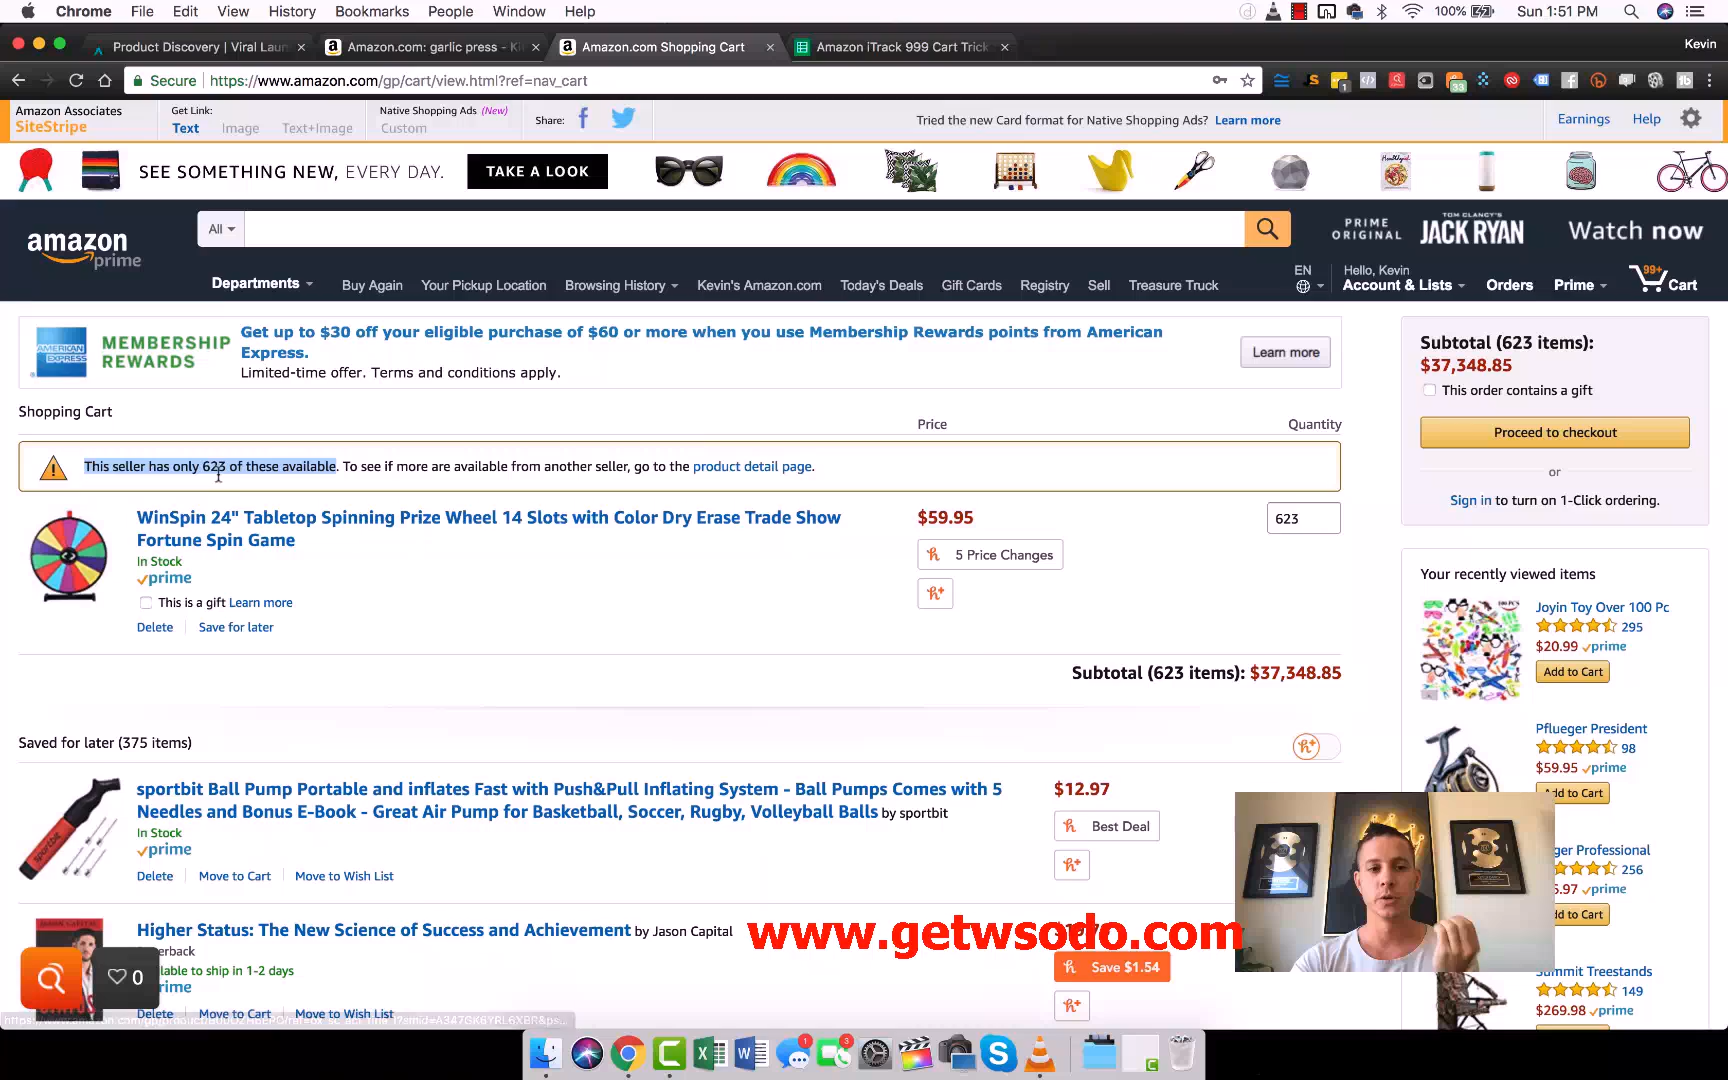 Chrome File Edit View History Bookmarks People Window Help 100% Sun 1:51 PM
Product Discovery | Viral Laun Amazon.com: garlic press - Ki Amazon.com Shopping Cart Amazon iTrack 999 Cart Trick Kevin
Secure https://www.amazon.com/gp/cart/view.html?ref=nav_cart
Amazon Associates
SiteStripe
Get Link:
Text Image Text+Image
Native Shopping Ads (New)
Custom
Share:
Tried the new Card format for Native Shopping Ads? Learn more
Earnings Help
SEE SOMETHING NEW, EVERY DAY. TAKE A LOOK
amazon
prime
All
PRIME
ORIGINAL
TOM CLANCY'S
JACK RYAN
Watch now
Departments Buy Again Your Pickup Location Browsing History Kevin's Amazon.com Today's Deals Gift Cards Registry Sell Treasure Truck
EN
Hello, Kevin
Account & Lists Orders Prime 99+ Cart
AMERICAN EXPRESS
MEMBERSHIP
REWARDS
Get up to $30 off your eligible purchase of $60 or more when you use Membership Rewards points from American
Express.
Limited-time offer. Terms and conditions apply.
Learn more
Shopping Cart
Price Quantity
This seller has only 623 of these available. To see if more are available from another seller, go to the product detail page.
WinSpin 24" Tabletop Spinning Prize Wheel 14 Slots with Color Dry Erase Trade Show
Fortune Spin Game
In Stock
prime
This is a gift Learn more
Delete Save for later
$59.95
5 Price Changes
623
Subtotal (623 items): $37,348.85
Saved for later (375 items)
sportbit Ball Pump Portable and inflates Fast with Push&Pull Inflating System - Ball Pumps Comes with 5
Needles and Bonus E-Book - Great Air Pump for Basketball, Soccer, Rugby, Volleyball Balls by sportbit
In Stock
prime
Delete Move to Cart Move to Wish List
$12.97
Best Deal
Higher Status: The New Science of Success and Achievement by Jason Capital
erback
lable to ship in 1-2 days
rime
Delete Move to Cart Move to Wish List
Save $1.54
0
Subtotal (623 items):
$37,348.85
This order contains a gift
Proceed to checkout
or
Sign in to turn on 1-Click ordering.
Your recently viewed items
Joyin Toy Over 100 Pc
295
$20.99 prime
Add to Cart
Pflueger President
98
$59.95 prime
Add to Cart
ger Professional
256
5.97 prime
dd to Cart
Summit Treestands
149
$269.98 prime
www.getwsodo.com